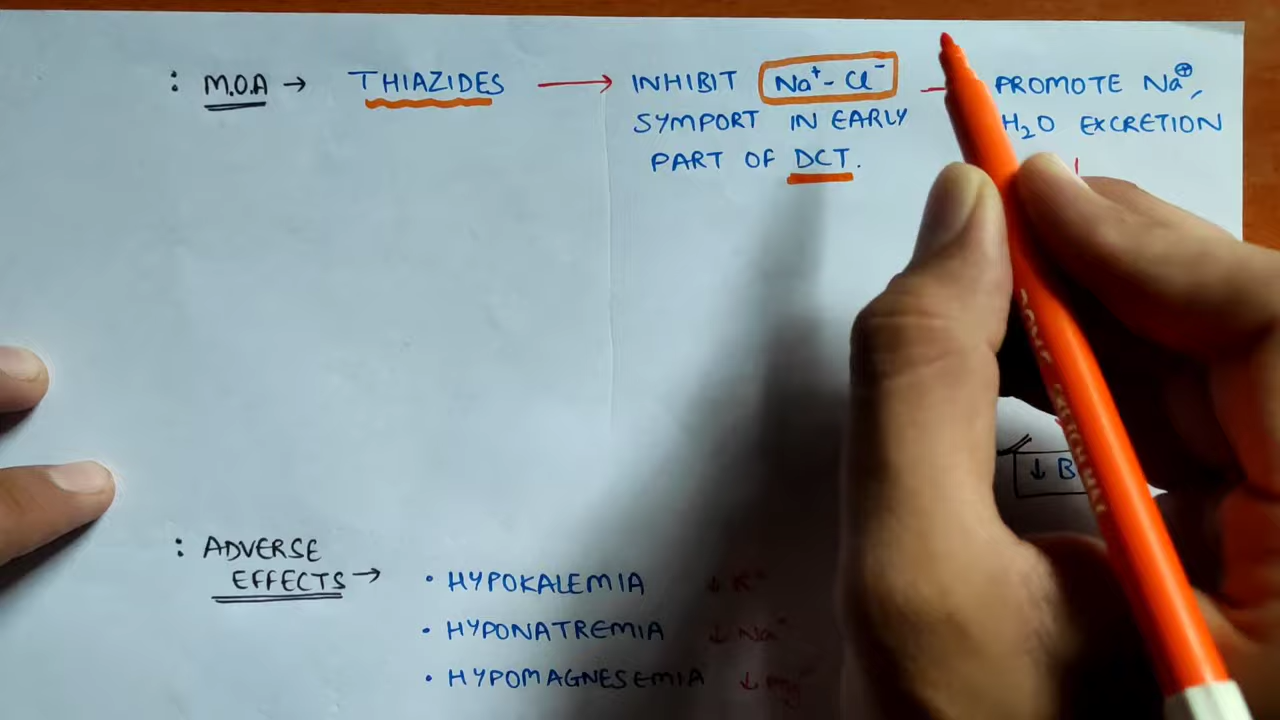 : M.O.A → THIAZIDES → INHIBIT Na⁺- Cl⁻
SYMPORT IN EARLY
PART OF DCT.
PROMOTE Na⊕,
H₂O EXCRETION
↓ B
: ADVERSE
EFFECTS →
• HYPOKALEMIA ↓ K⁺
• HYPONATREMIA ↓ Na⁺
• HYPOMAGNESEMIA ↓